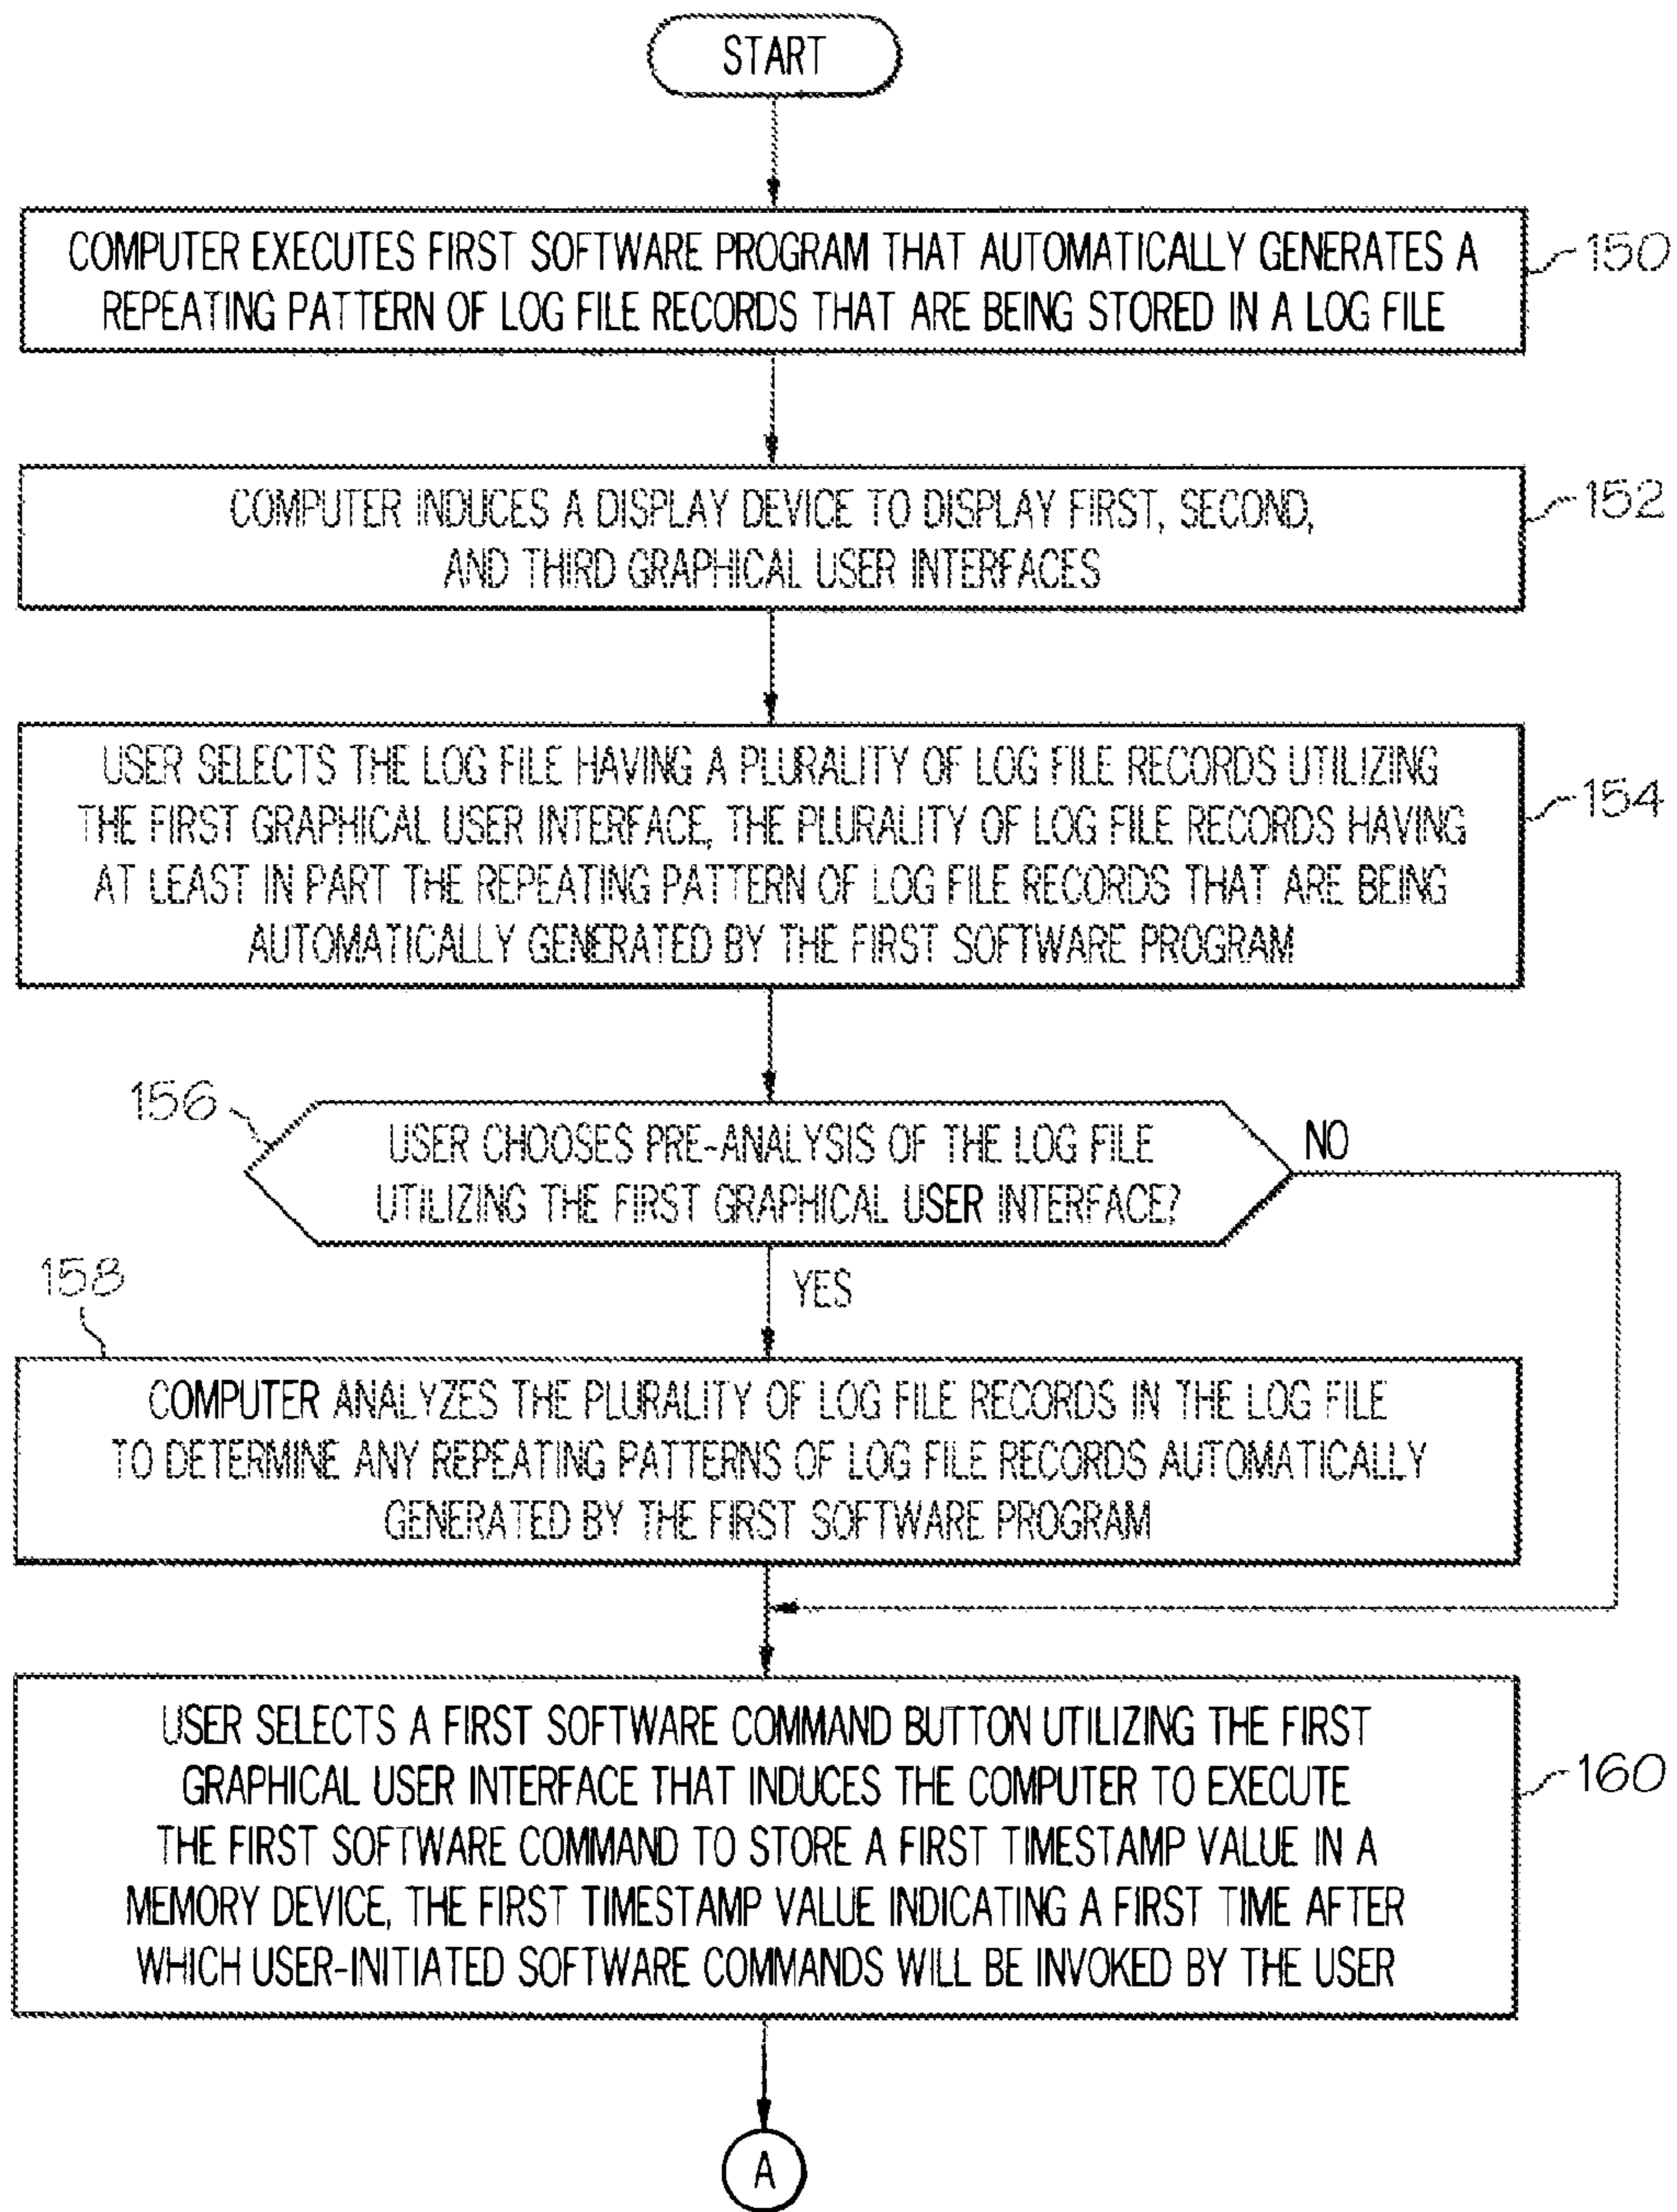 START
COMPUTER EXECUTES FIRST SOFTWARE PROGRAM THAT AUTOMATICALLY GENERATES A
REPEATING PATTERN OF LOG FILE RECORDS THAT ARE BEING STORED IN A LOG FILE
150
COMPUTER INDUCES A DISPLAY DEVICE TO DISPLAY FIRST, SECOND,
AND THIRD GRAPHICAL USER INTERFACES
152
USER SELECTS THE LOG FILE HAVING A PLURALITY OF LOG FILE RECORDS UTILIZING
THE FIRST GRAPHICAL USER INTERFACE, THE PLURALITY OF LOG FILE RECORDS HAVING
AT LEAST IN PART THE REPEATING PATTERN OF LOG FILE RECORDS THAT ARE BEING
AUTOMATICALLY GENERATED BY THE FIRST SOFTWARE PROGRAM
154
156
USER CHOOSES PRE-ANALYSIS OF THE LOG FILE
UTILIZING THE FIRST GRAPHICAL USER INTERFACE?
NO
YES
158
COMPUTER ANALYZES THE PLURALITY OF LOG FILE RECORDS IN THE LOG FILE
TO DETERMINE ANY REPEATING PATTERNS OF LOG FILE RECORDS AUTOMATICALLY
GENERATED BY THE FIRST SOFTWARE PROGRAM
USER SELECTS A FIRST SOFTWARE COMMAND BUTTON UTILIZING THE FIRST
GRAPHICAL USER INTERFACE THAT INDUCES THE COMPUTER TO EXECUTE
THE FIRST SOFTWARE COMMAND TO STORE A FIRST TIMESTAMP VALUE IN A
MEMORY DEVICE, THE FIRST TIMESTAMP VALUE INDICATING A FIRST TIME AFTER
WHICH USER-INITIATED SOFTWARE COMMANDS WILL BE INVOKED BY THE USER
160
A